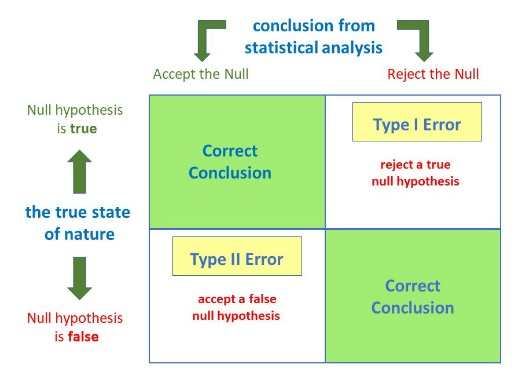 conclusion from
statistical analysis
Accept the Null
Reject the Null
Null hypothesis
is true
Correct
Conclusion
Type I Error
reject a true
null hypothesis
the true state
of nature
Type II Error
accept a false
null hypothesis
Correct
Conclusion
Null hypothesis
is false